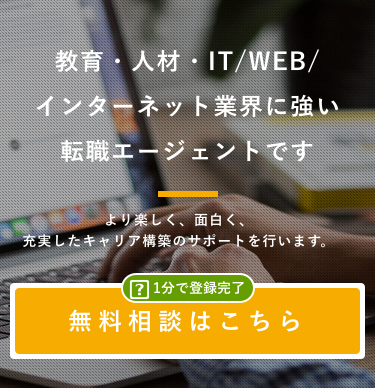 教育・人材・IT/WEB/
インターネット業界に強い
転職エージェントです
より楽しく、面白く、
充実したキャリア構築のサポートを行います。
? 1分で登録完了
無料相談はこちら